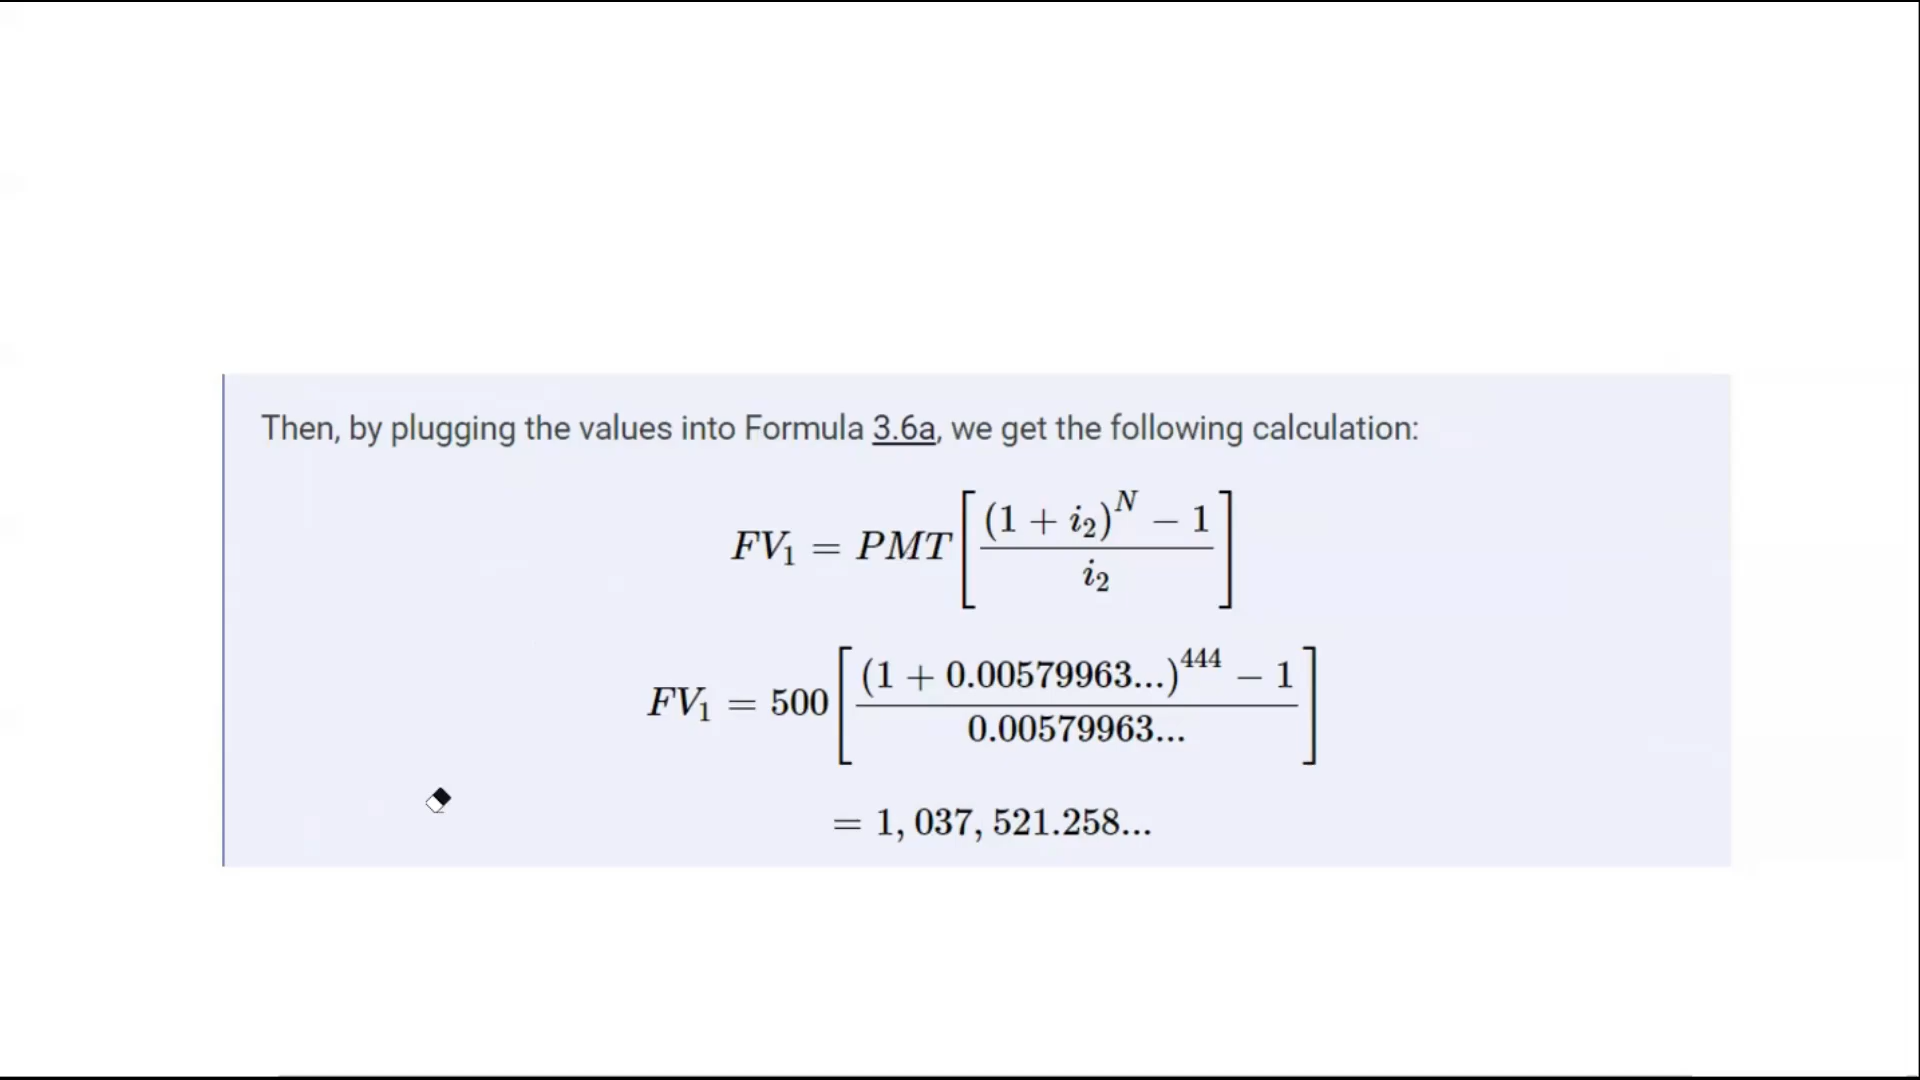 Then, by plugging the values into Formula 3.6a, we get the following calculation:
FV₁ = PMT[((1 + i₂)^N − 1) / i₂]
FV₁ = 500[((1 + 0.00579963...)^444 − 1) / 0.00579963...]
= 1, 037, 521.258...